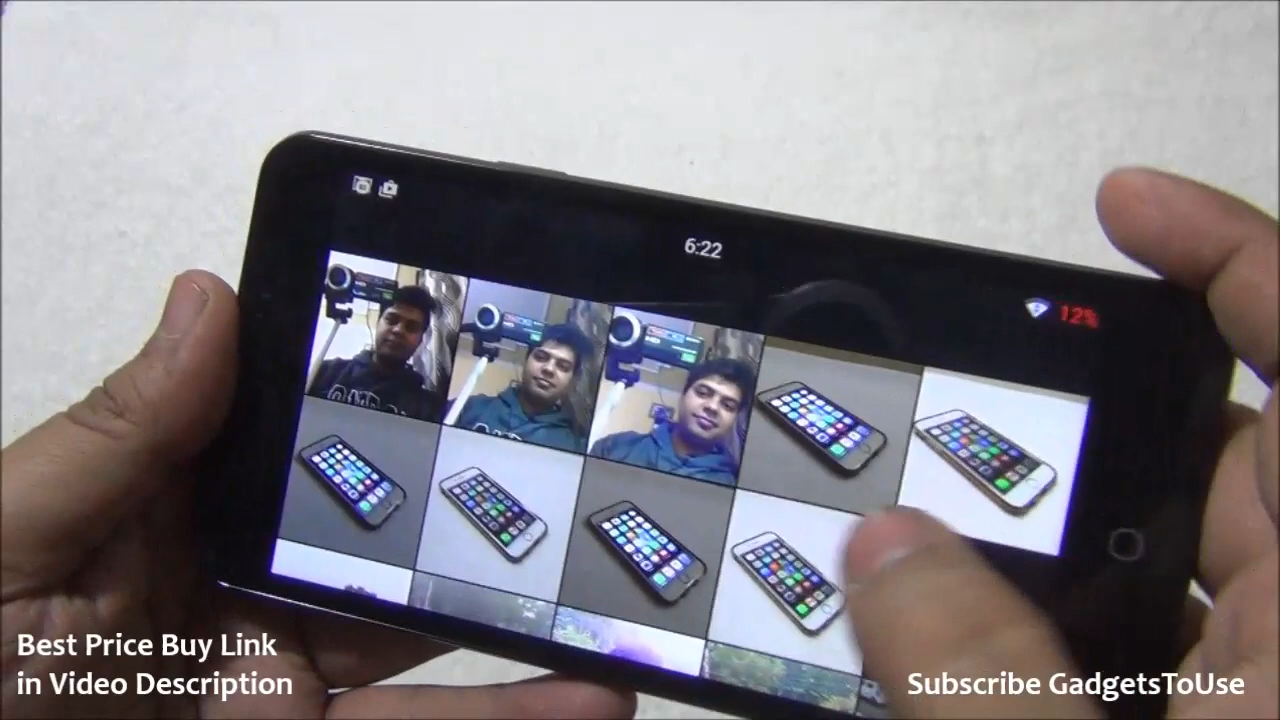 6:22
12%
Best Price Buy Link
in Video Description
Subscribe GadgetsToUse